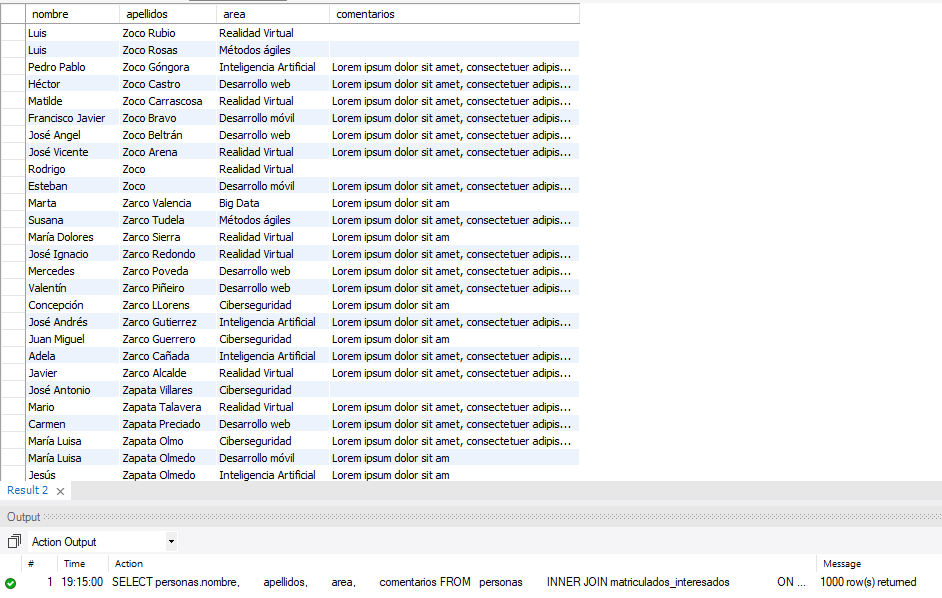 nombre apellidos area comentarios
Luis Zoco Rubio Realidad Virtual
Luis Zoco Rosas Métodos ágiles
Pedro Pablo Zoco Góngora Inteligencia Artificial Lorem ipsum dolor sit amet, consectetuer adipis...
Héctor Zoco Castro Desarrollo web Lorem ipsum dolor sit amet, consectetuer adipis...
Matilde Zoco Carrascosa Realidad Virtual Lorem ipsum dolor sit amet, consectetuer adipis...
Francisco Javier Zoco Bravo Desarrollo móvil Lorem ipsum dolor sit amet, consectetuer adipis...
José Angel Zoco Beltrán Desarrollo web Lorem ipsum dolor sit amet, consectetuer adipis...
José Vicente Zoco Arena Realidad Virtual Lorem ipsum dolor sit amet, consectetuer adipis...
Rodrigo Zoco Realidad Virtual
Esteban Zoco Desarrollo móvil Lorem ipsum dolor sit amet, consectetuer adipis...
Marta Zarco Valencia Big Data Lorem ipsum dolor sit am
Susana Zarco Tudela Métodos ágiles Lorem ipsum dolor sit amet, consectetuer adipis...
María Dolores Zarco Sierra Realidad Virtual Lorem ipsum dolor sit am
José Ignacio Zarco Redondo Realidad Virtual Lorem ipsum dolor sit amet, consectetuer adipis...
Mercedes Zarco Poveda Desarrollo web Lorem ipsum dolor sit amet, consectetuer adipis...
Valentín Zarco Piñeiro Desarrollo web Lorem ipsum dolor sit amet, consectetuer adipis...
Concepción Zarco LLorens Ciberseguridad Lorem ipsum dolor sit am
José Andrés Zarco Gutierrez Inteligencia Artificial Lorem ipsum dolor sit amet, consectetuer adipis...
Juan Miguel Zarco Guerrero Ciberseguridad Lorem ipsum dolor sit am
Adela Zarco Cañada Inteligencia Artificial Lorem ipsum dolor sit amet, consectetuer adipis...
Javier Zarco Alcalde Realidad Virtual Lorem ipsum dolor sit amet, consectetuer adipis...
José Antonio Zapata Villares Ciberseguridad
Mario Zapata Talavera Realidad Virtual Lorem ipsum dolor sit amet, consectetuer adipis...
Carmen Zapata Preciado Desarrollo web Lorem ipsum dolor sit amet, consectetuer adipis...
María Luisa Zapata Olmo Ciberseguridad Lorem ipsum dolor sit amet, consectetuer adipis...
María Luisa Zapata Olmedo Desarrollo móvil Lorem ipsum dolor sit am
Jesús Zapata Olmedo Inteligencia Artificial Lorem ipsum dolor sit am
Result 2
Output
Action Output
# Time Action Message
1 19:15:00 SELECT personas.nombre, apellidos, area, comentarios FROM personas INNER JOIN matriculados_interesados ON ... 1000 row(s) returned